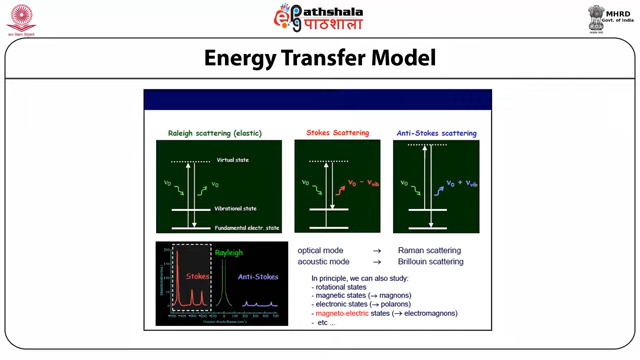 Pathshala
पाठशाला
MHRD
Govt. of India
Energy Transfer Model
Raleigh scattering (elastic)
Stokes Scattering
Anti-Stokes scattering
Virtual state
ν0
ν0
Vibrational state
Fundamental electr. state
ν0
ν0 – νvib
ν0
ν0 + νvib
Stokes
Rayleigh
Anti-Stokes
optical mode → Raman scattering
acoustic mode → Brillouin scattering
In principle, we can also study:
- rotational states
- magnetic states (→ magnons)
- electronic states (→ polarons)
- magneto-electric states (→ electromagnons)
- etc ...